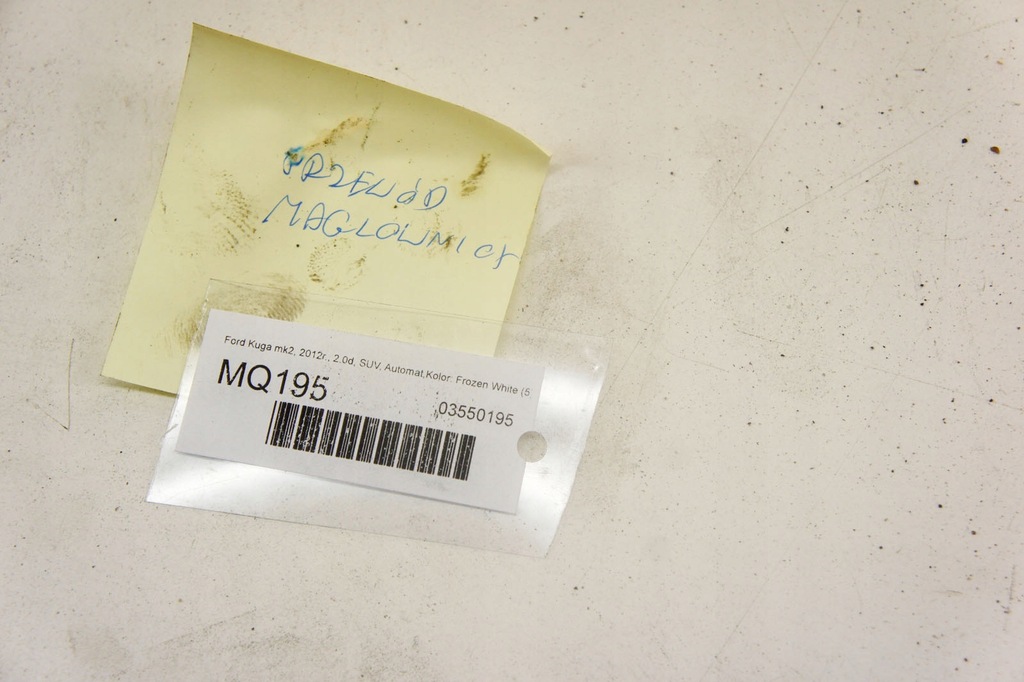 PRZEWÓD
MAGLOWNICY
Ford Kuga mk2, 2012r., 2.0d, SUV, Automat,Kolor: Frozen White (5
MQ195
03550195